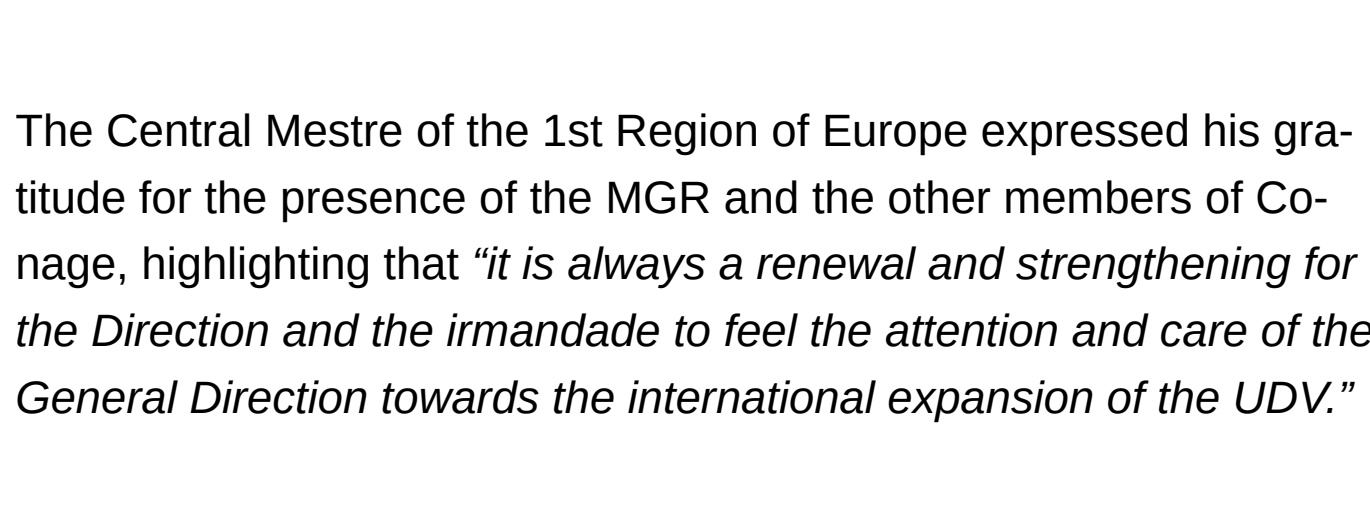 The Central Mestre of the 1st Region of Europe expressed his gra-
titude for the presence of the MGR and the other members of Co-
nage, highlighting that “it is always a renewal and strengthening for
the Direction and the irmandade to feel the attention and care of the
General Direction towards the international expansion of the UDV.”